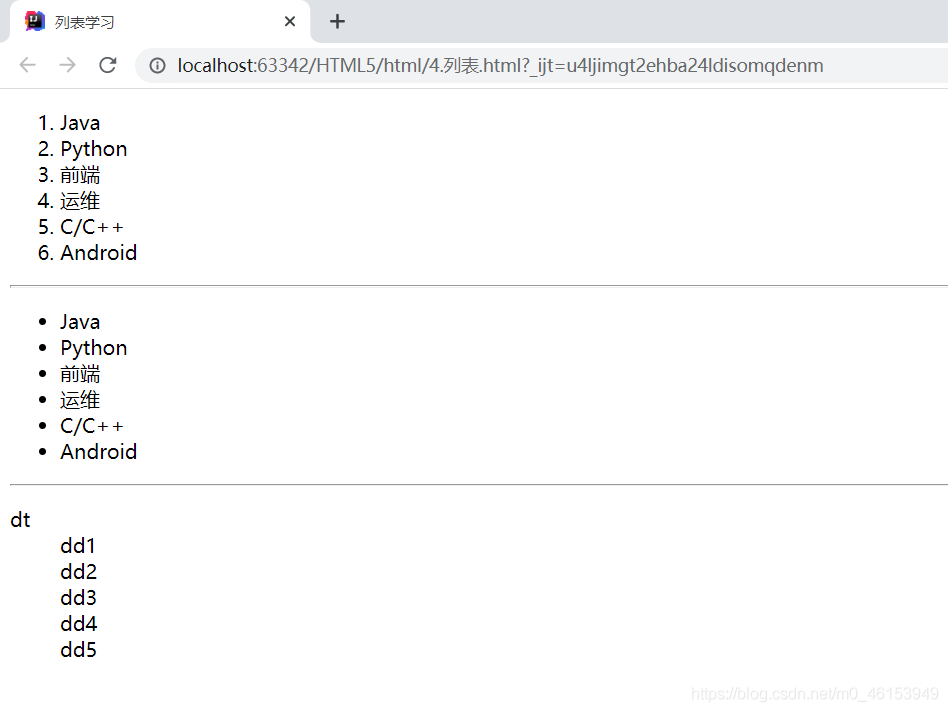 列表学习
localhost:63342/HTML5/html/4.列表.html?_ijt=u4ljimgt2ehba24ldisomqdenm
1. Java
2. Python
3. 前端
4. 运维
5. C/C++
6. Android
• Java
• Python
• 前端
• 运维
• C/C++
• Android
dt
dd1
dd2
dd3
dd4
dd5
https://blog.csdn.net/m0_46153949